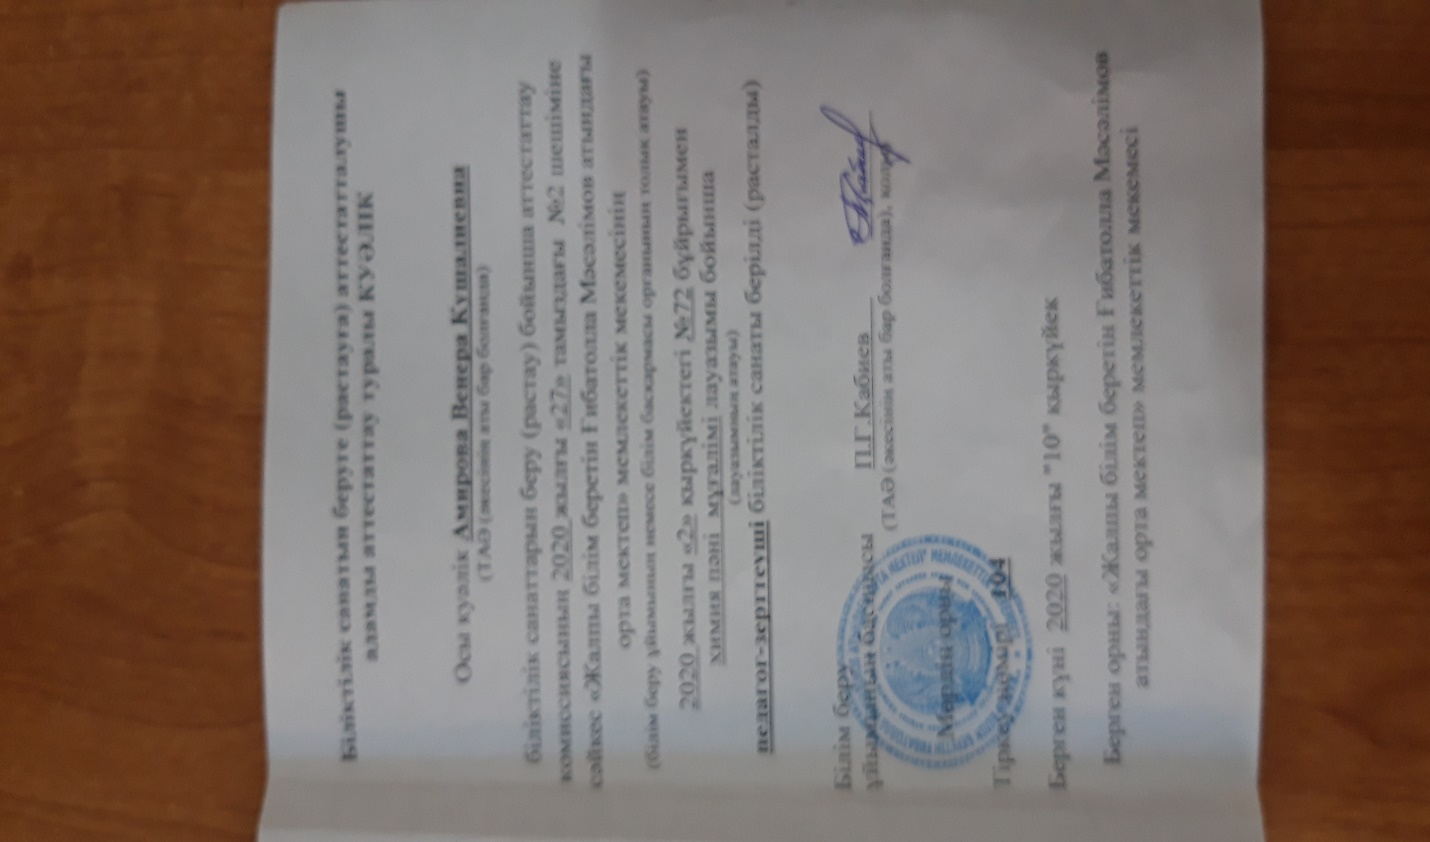 Біліктілік санатын беруге (растауға) аттестатталушы
адамды аттестаттау туралы КУӘЛІК
Осы куәлік Амирова Венера Кушалиевна
(ТАӘ (әкесінің аты бар болғанда)
біліктілік санаттарын беру (растау) бойынша аттестаттау
комиссиясының 2020 жылғы «27» тамыздағы №2 шешіміне
сәйкес «Жалпы білім беретін Ғибатолла Мәсәлімов атындағы
орта мектеп» мемлекеттік мекемесінің
(білім беру ұйымының немесе білім басқармасы органының толық атауы)
2020 жылғы «2» қыркүйектегі №72 бұйрығымен
химия пәні мұғалімі лауазымы бойынша
(лауазымның атауы)
педагог-зерттеуші біліктілік санаты берілді (расталды)
Білім беру
ұйымының басшысы П.Г.Кабиев
(ТАӘ (әкесінің аты бар болғанда), қолы)
Мөрдің орны
Тіркеу нөмірі 104
Берген күні 2020 жылғы "10" қыркүйек
Берген орны: «Жалпы білім беретін Ғибатолла Мәсәлімов
атындағы орта мектеп» мемлекеттік мекемесі